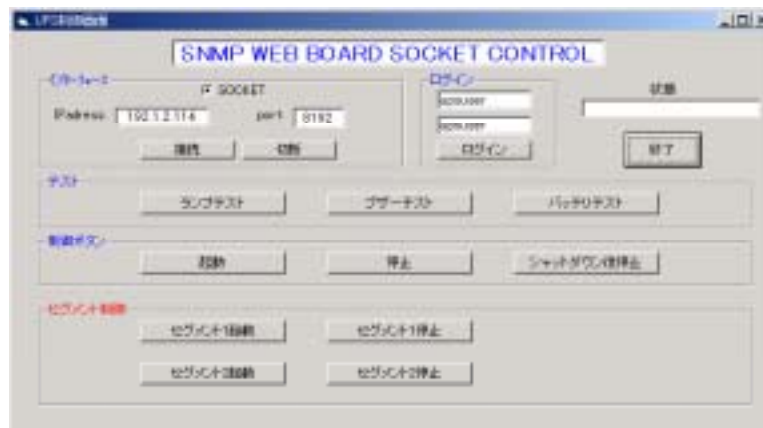 SNMP WEB BOARD SOCKET CONTROL
SOCKET
ログイン
状態
IPadress 192.1.2.114 port 8192
接続 切断 ログイン 終了
テスト
ランプテスト ブザーテスト バッテリテスト
制御ボタン
起動 停止 シャットダウン後停止
セグメント制御
セグメント1起動 セグメント1停止
セグメント2起動 セグメント2停止